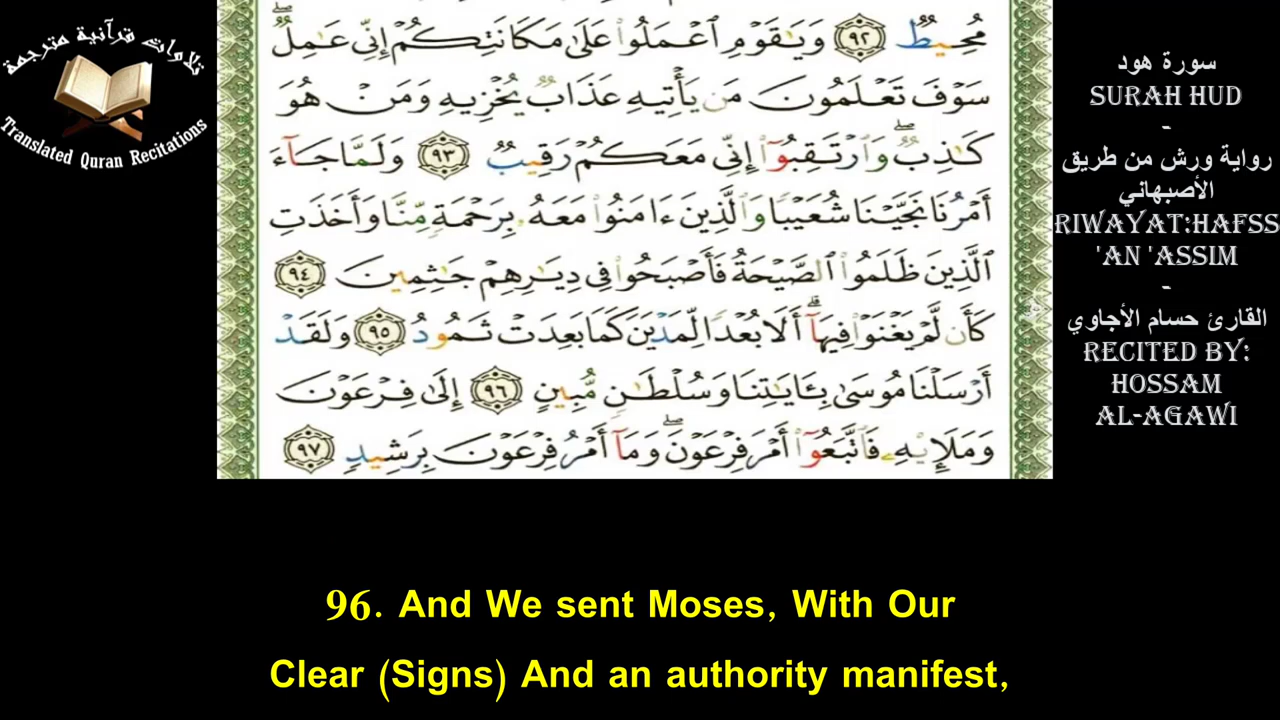 تلاوات قرآنية مترجمة
Translated Quran Recitations
مُحِيطٌ ۝٩٢ وَيَٰقَوْمِ ٱعْمَلُوا۟ عَلَىٰ مَكَانَتِكُمْ إِنِّى عَٰمِلٌ ۖ
سَوْفَ تَعْلَمُونَ مَن يَأْتِيهِ عَذَابٌ يُخْزِيهِ وَمَنْ هُوَ
كَٰذِبٌ ۖ وَٱرْتَقِبُوٓا۟ إِنِّى مَعَكُمْ رَقِيبٌ ۝٩٣ وَلَمَّا جَآءَ
أَمْرُنَا نَجَّيْنَا شُعَيْبًا وَٱلَّذِينَ ءَامَنُوا۟ مَعَهُۥ بِرَحْمَةٍ مِّنَّا وَأَخَذَتِ
ٱلَّذِينَ ظَلَمُوا۟ ٱلصَّيْحَةُ فَأَصْبَحُوا۟ فِى دِيَٰرِهِمْ جَٰثِمِينَ ۝٩٤
كَأَن لَّمْ يَغْنَوْا۟ فِيهَآ ۗ أَلَا بُعْدًا لِّمَدْيَنَ كَمَا بَعِدَتْ ثَمُودُ ۝٩٥ وَلَقَدْ
أَرْسَلْنَا مُوسَىٰ بِـَٔايَٰتِنَا وَسُلْطَٰنٍ مُّبِينٍ ۝٩٦ إِلَىٰ فِرْعَوْنَ
وَمَلَإِي۟هِۦ فَٱتَّبَعُوٓا۟ أَمْرَ فِرْعَوْنَ ۖ وَمَآ أَمْرُ فِرْعَوْنَ بِرَشِيدٍ ۝٩٧
سورة هود
SURAH HUD
-
رواية ورش من طريق
الأصبهاني
RIWAYAT:HAFSS
'AN 'ASSIM
-
القارئ حسام الأجاوي
RECITED BY:
HOSSAM
AL-AGAWI
96. And We sent Moses, With Our
Clear (Signs) And an authority manifest,